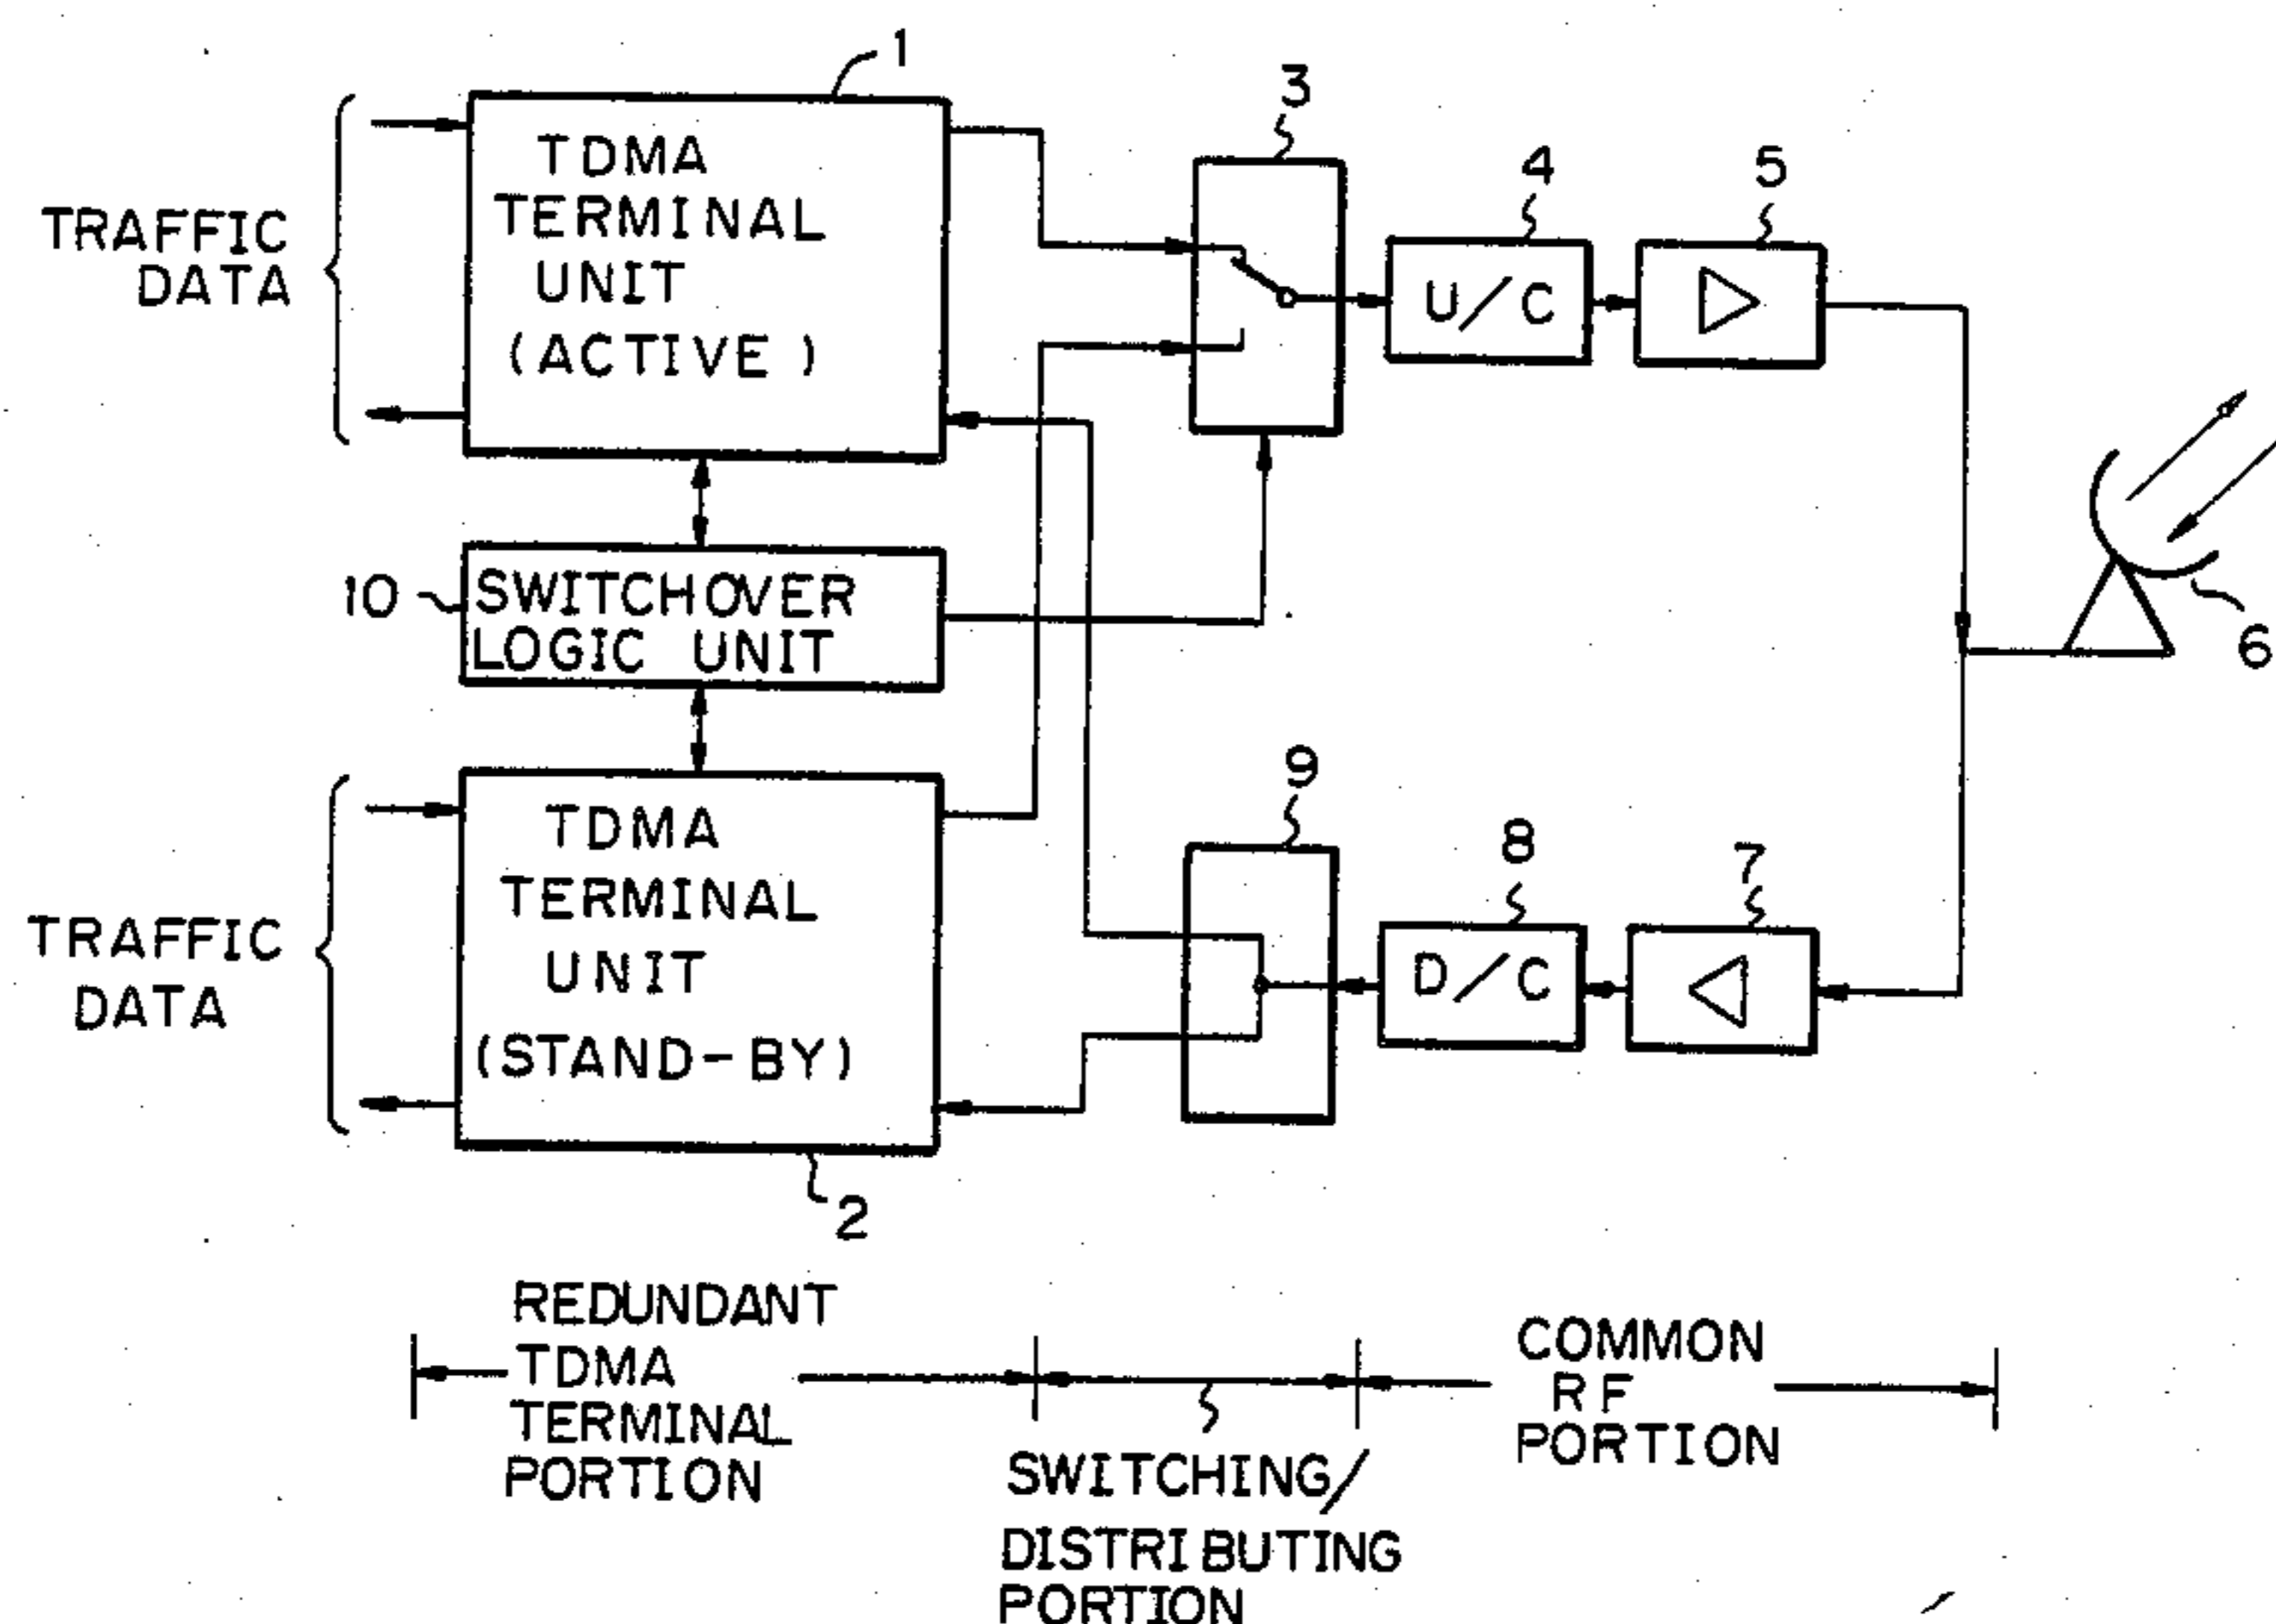 1
3
TDMA
TERMINAL
UNIT
(ACTIVE)
4
5
TRAFFIC
DATA
U/C
10
SWITCHOVER
LOGIC UNIT
6
9
TDMA
TERMINAL
UNIT
(STAND-BY)
8
7
TRAFFIC
DATA
D/C
2
REDUNDANT
TDMA
TERMINAL
PORTION
SWITCHING/
DISTRIBUTING
PORTION
COMMON
RF
PORTION